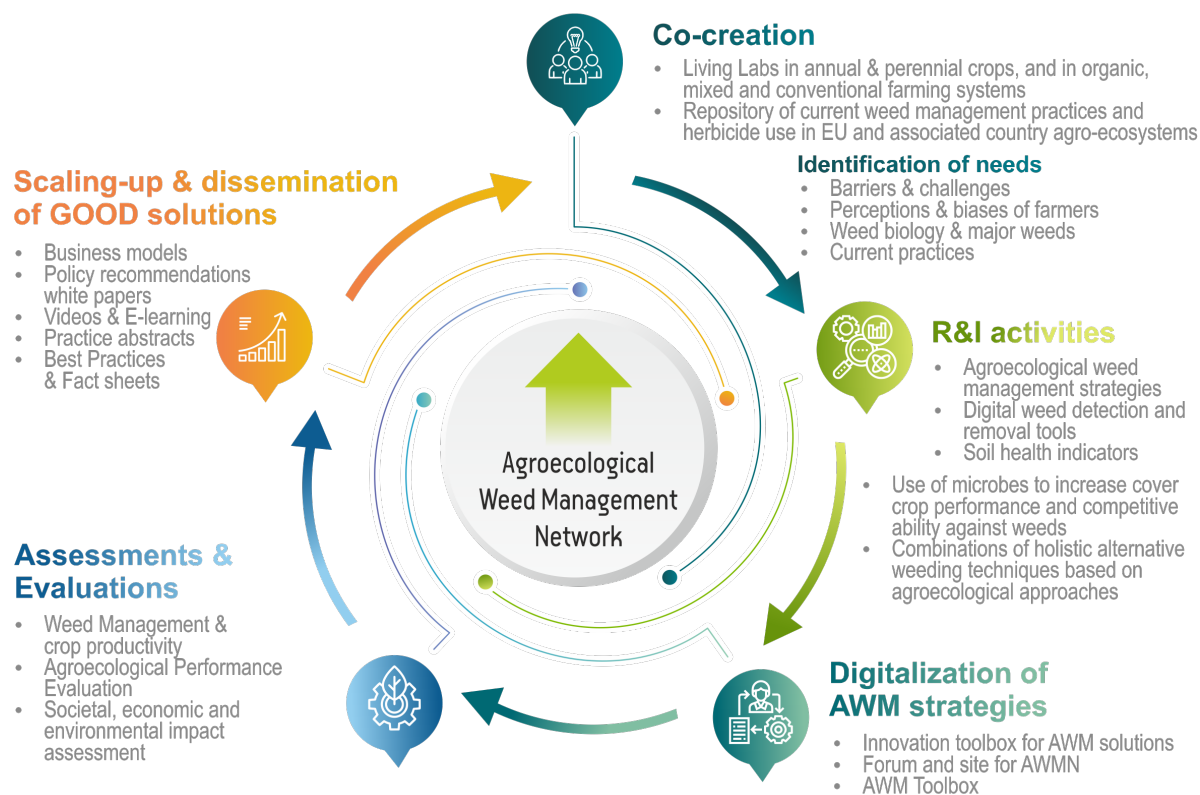 Co-creation
• Living Labs in annual & perennial crops, and in organic,
mixed and conventional farming systems
• Repository of current weed management practices and
herbicide use in EU and associated country agro-ecosystems
Identification of needs
• Barriers & challenges
• Perceptions & biases of farmers
• Weed biology & major weeds
• Current practices
R&I activities
• Agroecological weed
management strategies
• Digital weed detection and
removal tools
• Soil health indicators
• Use of microbes to increase cover
crop performance and competitive
ability against weeds
• Combinations of holistic alternative
weeding techniques based on
agroecological approaches
Digitalization of
AWM strategies
• Innovation toolbox for AWM solutions
• Forum and site for AWMN
• AWM Toolbox
Assessments &
Evaluations
• Weed Management &
crop productivity
• Agroecological Performance
Evaluation
• Societal, economic and
environmental impact
assessment
Scaling-up & dissemination
of GOOD solutions
• Business models
• Policy recommendations
white papers
• Videos & E-learning
• Practice abstracts
• Best Practices
& Fact sheets
Agroecological
Weed Management
Network